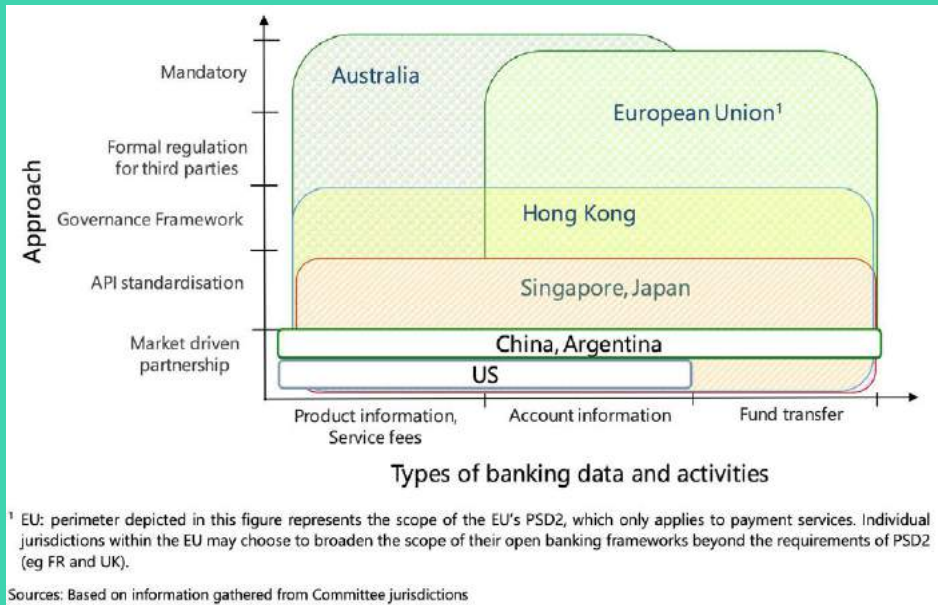 Approach
Mandatory
Formal regulation
for third parties
Governance Framework
API standardisation
Market driven
partnership
Australia
European Union¹
Hong Kong
Singapore, Japan
China, Argentina
US
Product information,
Service fees
Account information
Fund transfer
Types of banking data and activities
¹ EU: perimeter depicted in this figure represents the scope of the EU's PSD2, which only applies to payment services. Individual
jurisdictions within the EU may choose to broaden the scope of their open banking frameworks beyond the requirements of PSD2
(eg FR and UK).
Sources: Based on information gathered from Committee jurisdictions